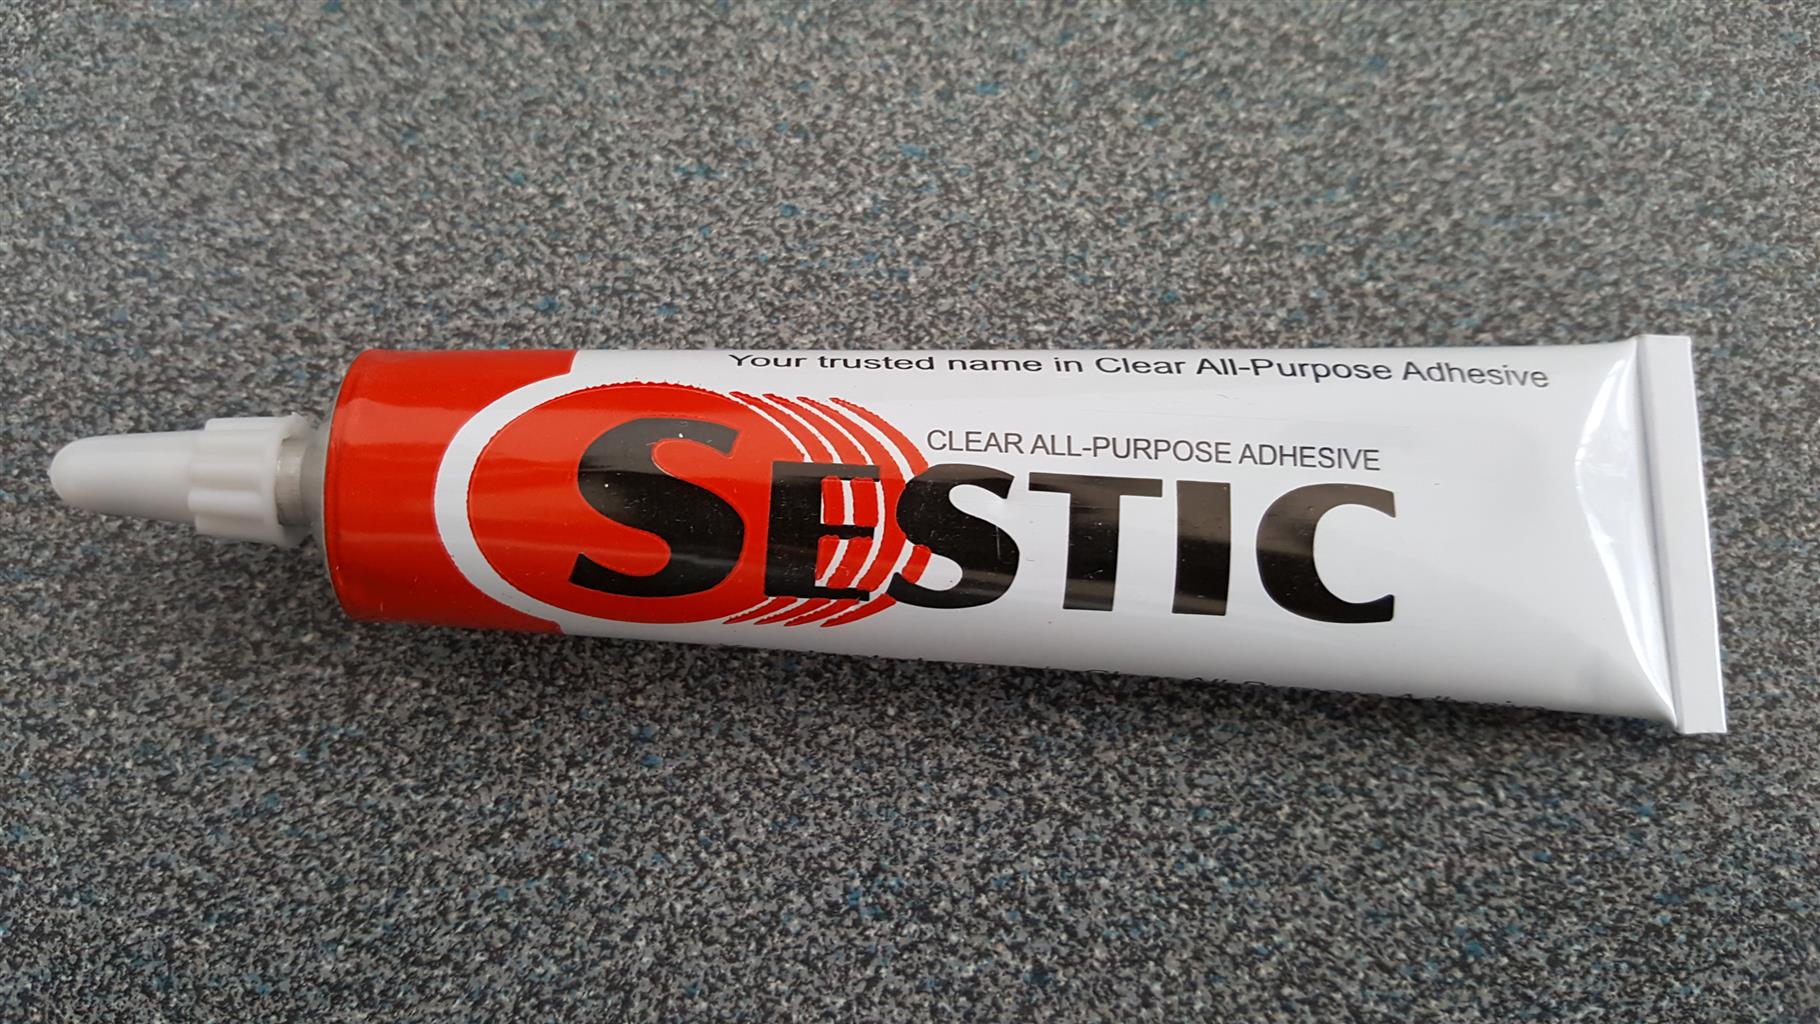 Your trusted name in Clear All-Purpose Adhesive
CLEAR ALL-PURPOSE ADHESIVE
SESTIC